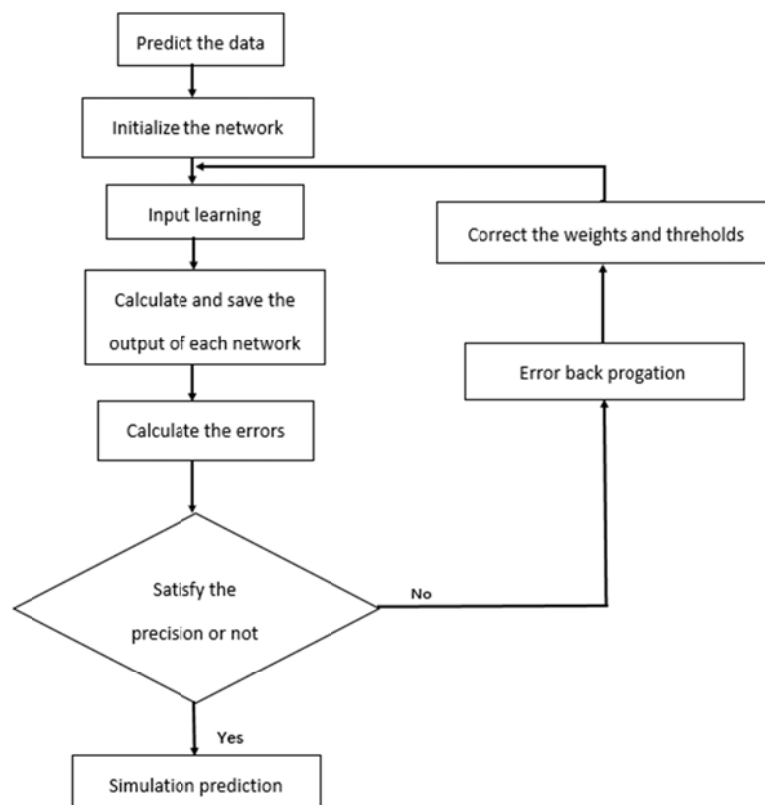 Predict the data
Initialize the network
Input learning
Calculate and save the
output of each network
Calculate the errors
Satisfy the
precision or not
No
Yes
Simulation prediction
Correct the weights and threholds
Error back progation